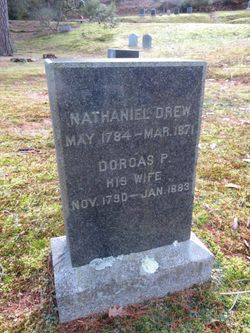 NATHANIEL DREW
MAY 1784–MAR. 1871
DORCAS P.
HIS WIFE
NOV. 1790–JAN. 1883